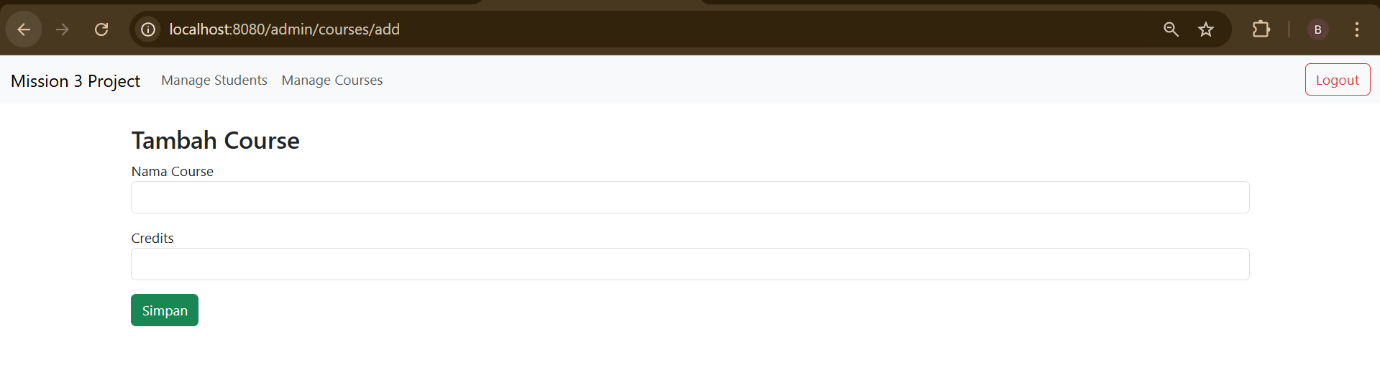 localhost:8080/admin/courses/add
B
Mission 3 Project Manage Students Manage Courses Logout
Tambah Course
Nama Course
Credits
Simpan